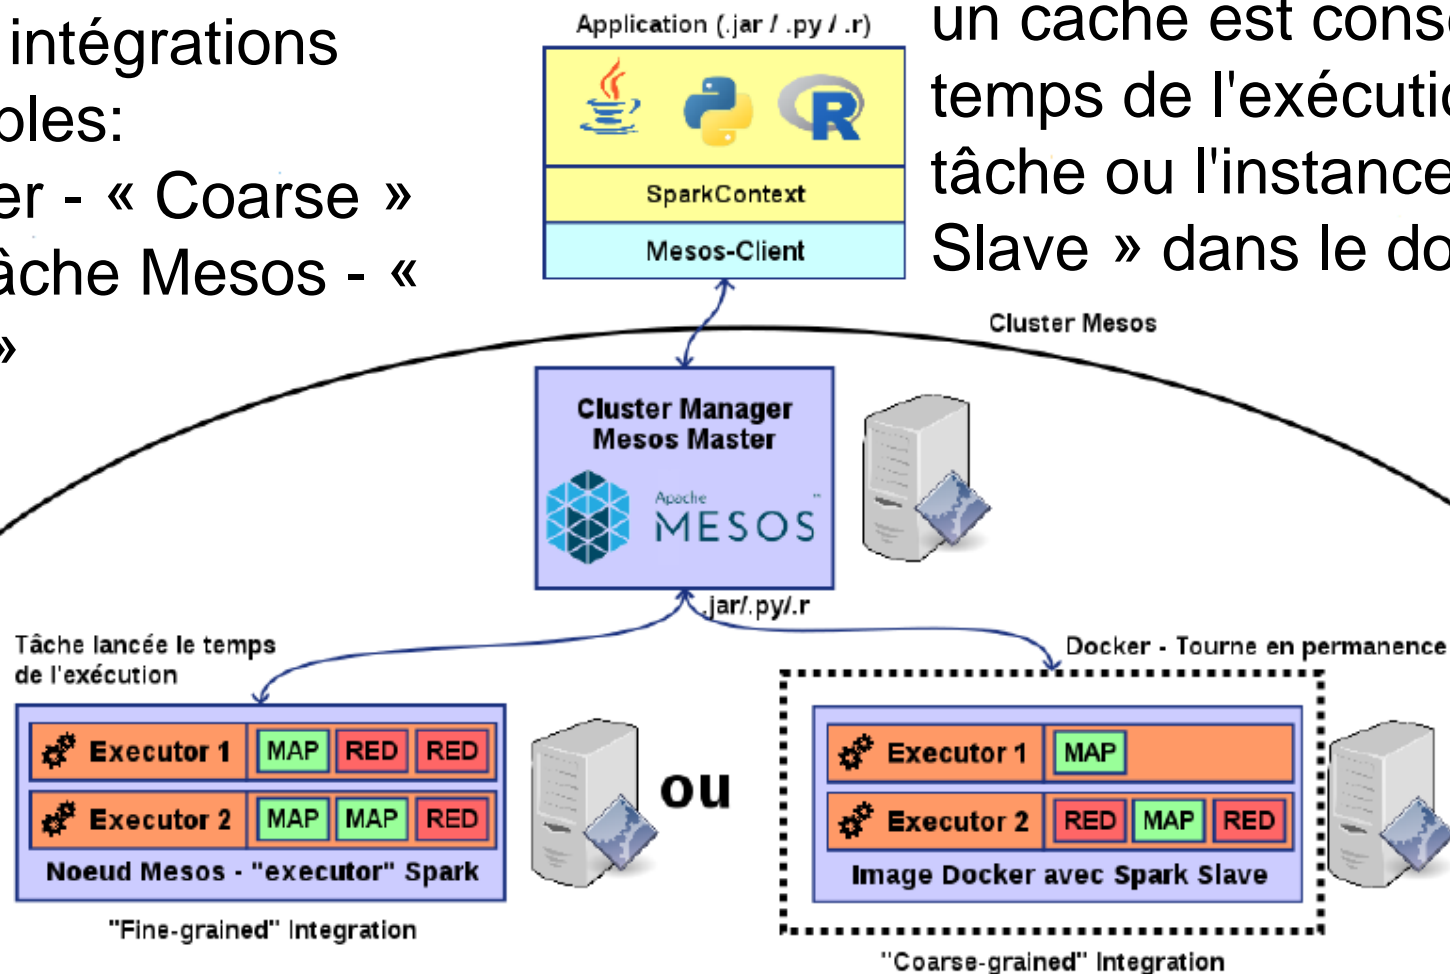 intégrations
bles:
er - « Coarse »
âche Mesos - «
»
Application (.jar / .py / .r)
R
SparkContext
Mesos-Client
un cache est conse
temps de l'exécutio
tâche ou l'instance
Slave » dans le do
Cluster Mesos
Cluster Manager
Mesos Master
Apache
MESOS™
.jar/.py/.r
Tâche lancée le temps
de l'exécution
Docker - Tourne en permanence
Executor 1 MAP RED RED
Executor 2 MAP MAP RED
Noeud Mesos - "executor" Spark
"Fine-grained" Integration
ou
Executor 1 MAP
Executor 2 RED MAP RED
Image Docker avec Spark Slave
"Coarse-grained" Integration